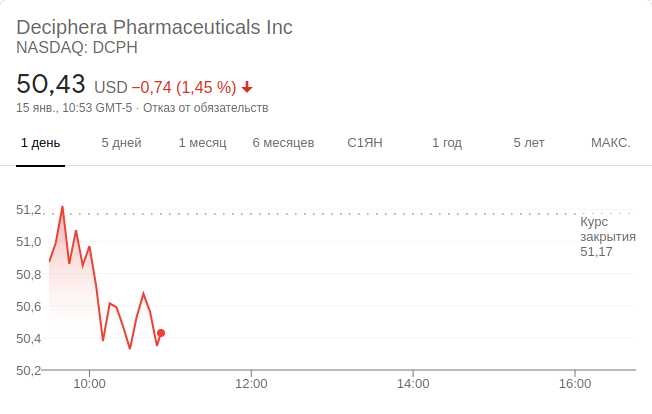 Deciphera Pharmaceuticals Inc
NASDAQ: DCPH
50,43 USD −0,74 (1,45 %)
15 янв., 10:53 GMT-5 · Отказ от обязательств
1 день 5 дней 1 месяц 6 месяцев С1ЯН 1 год 5 лет МАКС.
51,2
Курс
закрытия
51,17
51,0
50,8
50,6
50,4
50,2
10:00 12:00 14:00 16:00